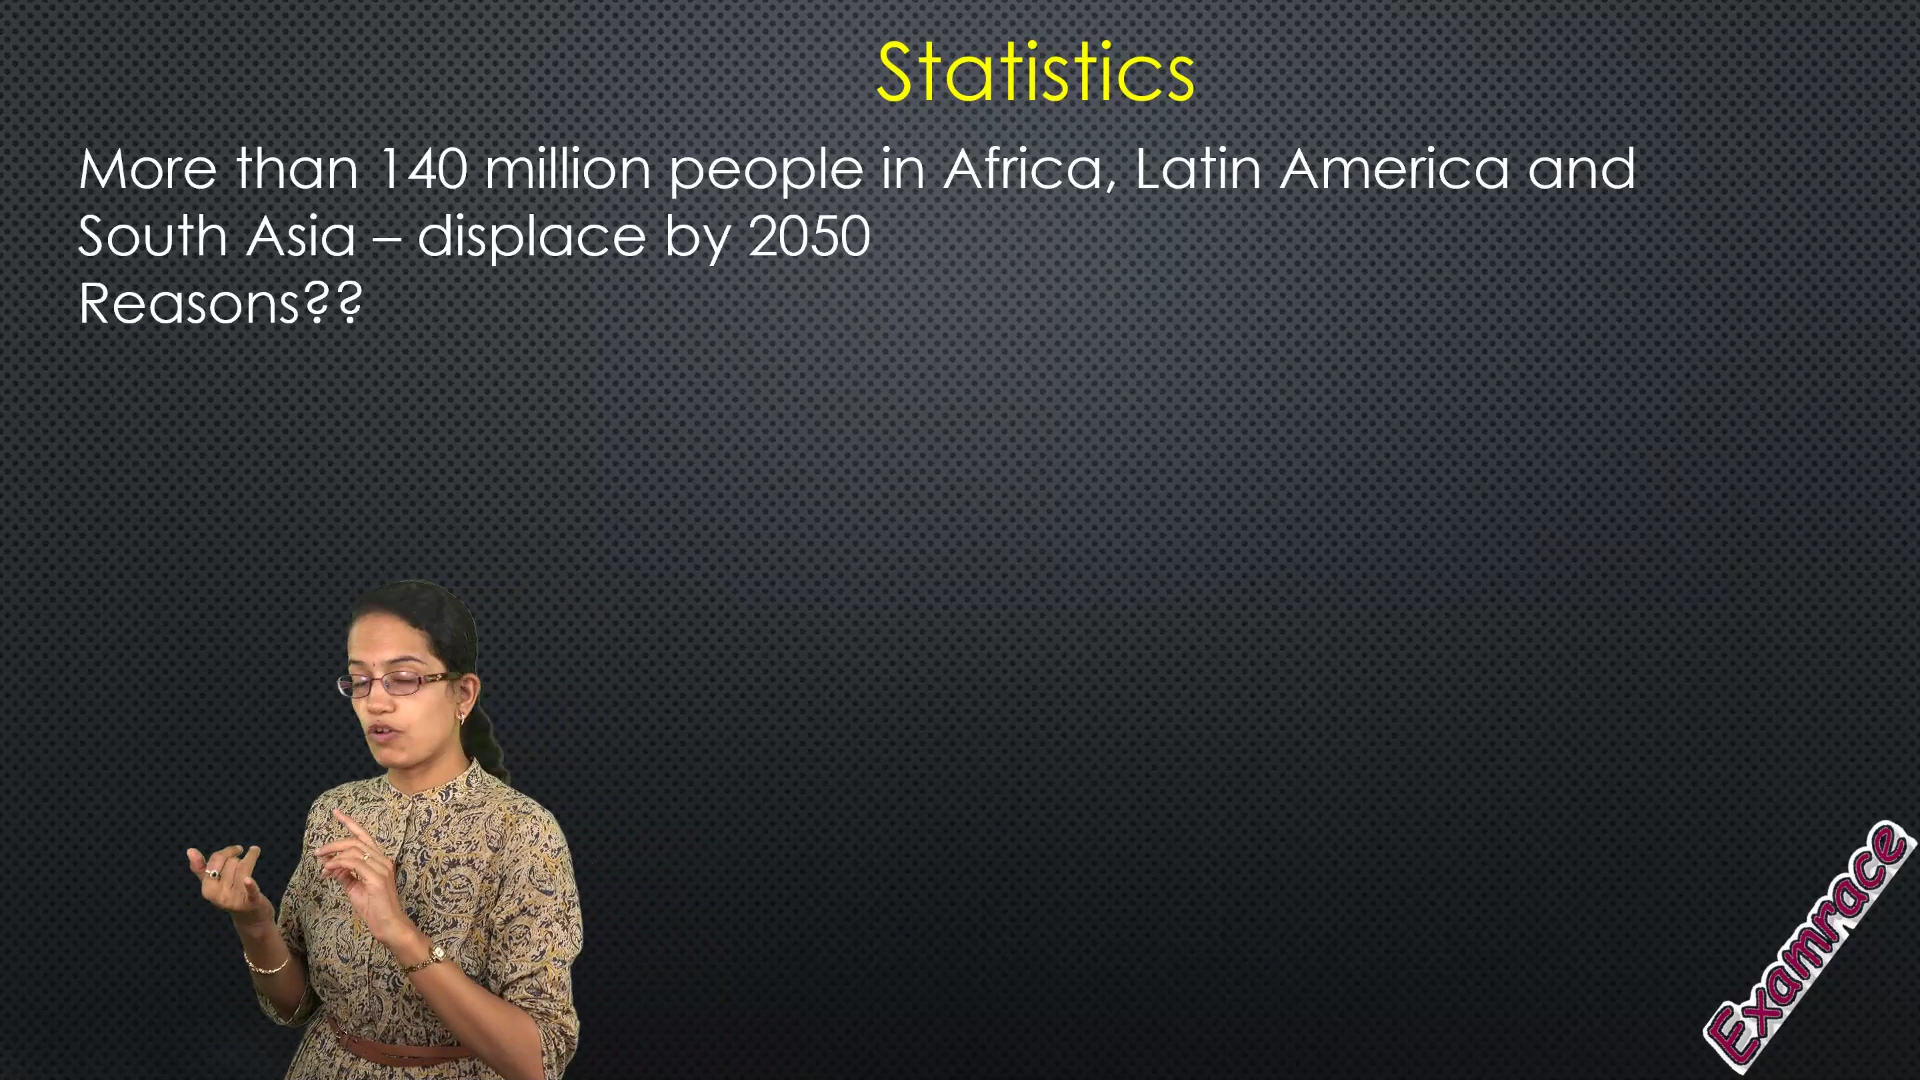 Statistics
More than 140 million people in Africa, Latin America and
South Asia – displace by 2050
Reasons??
Examrace